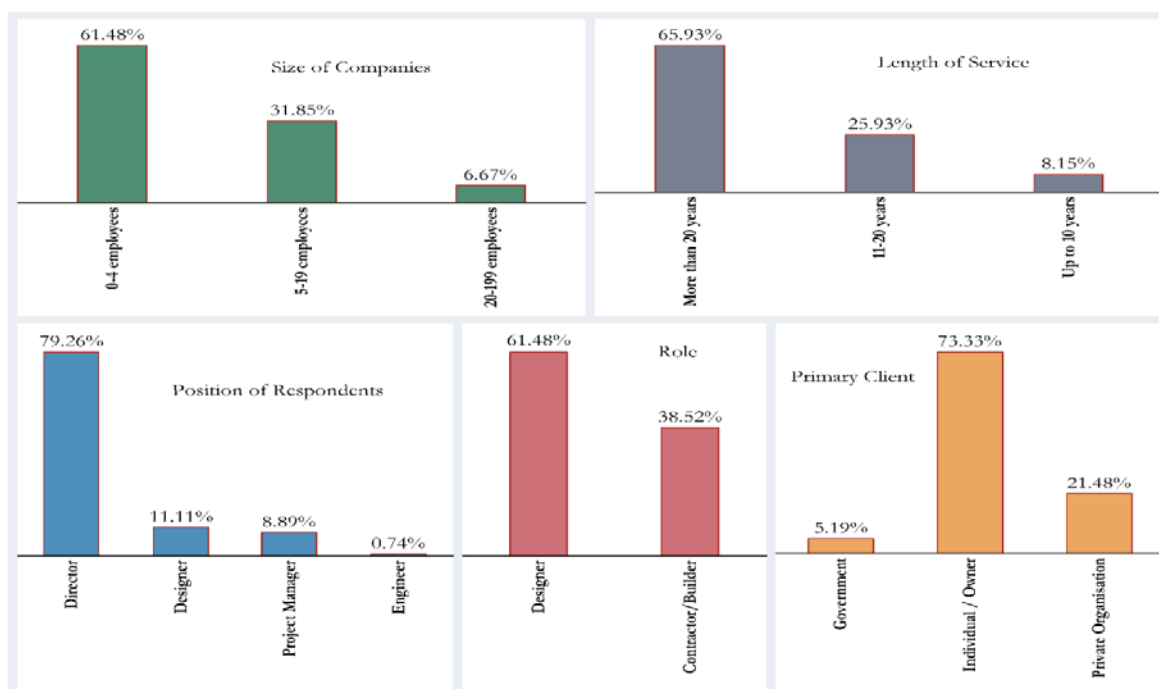 61.48%
Size of Companies
31.85%
6.67%
0-4 employees
5-19 employees
20-199 employees
65.93%
Length of Service
25.93%
8.15%
More than 20 years
11-20 years
Up to 10 years
79.26%
Position of Respondents
11.11%
8.89%
0.74%
Director
Designer
Project Manager
Engineer
61.48%
Role
38.52%
Designer
Contractor/Builder
73.33%
Primary Client
21.48%
5.19%
Government
Individual / Owner
Private Organisation